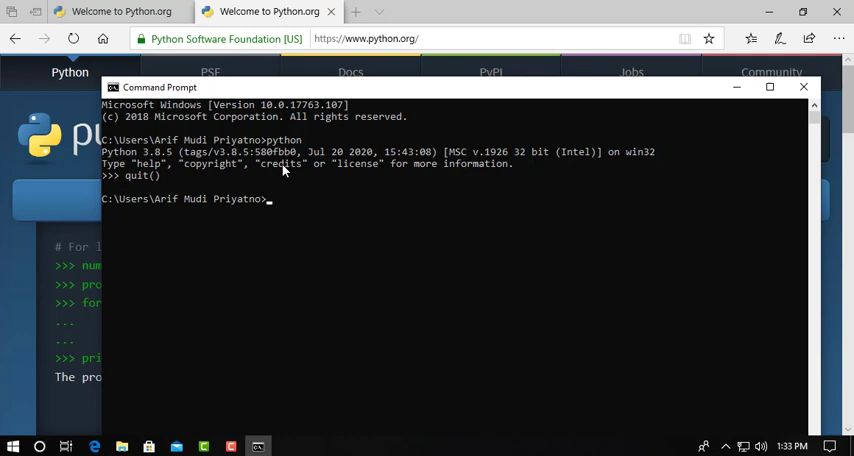 Welcome to Python.org
Welcome to Python.org
Python Software Foundation [US]
https://www.python.org/
Python
PSF
Docs
PyPI
Jobs
Community
Command Prompt
Microsoft Windows [Version 10.0.17763.107]
(c) 2018 Microsoft Corporation. All rights reserved.
C:\Users\Arif Mudi Priyatno>python
Python 3.8.5 (tags/v3.8.5:580fbb0, Jul 20 2020, 15:43:08) [MSC v.1926 32 bit (Intel)] on win32
Type "help", "copyright", "credits" or "license" for more information.
>>> quit()
C:\Users\Arif Mudi Priyatno>
# For l
>>> num
>>> pro
>>> for
...
...
>>> pri
The pro
1:33 PM